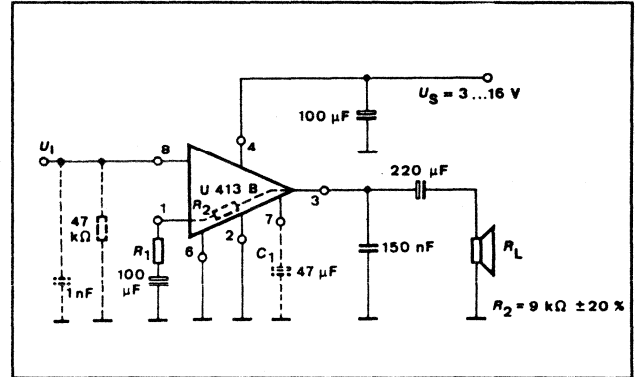 U_S = 3 ...16 V
100 µF
4
U_I
8
220 µF
U 413 B
R_2
3
1
7
47 kΩ
R_1
6
2
C_1
47 µF
150 nF
R_L
1 nF
100 µF
R_2 = 9 kΩ ±20 %